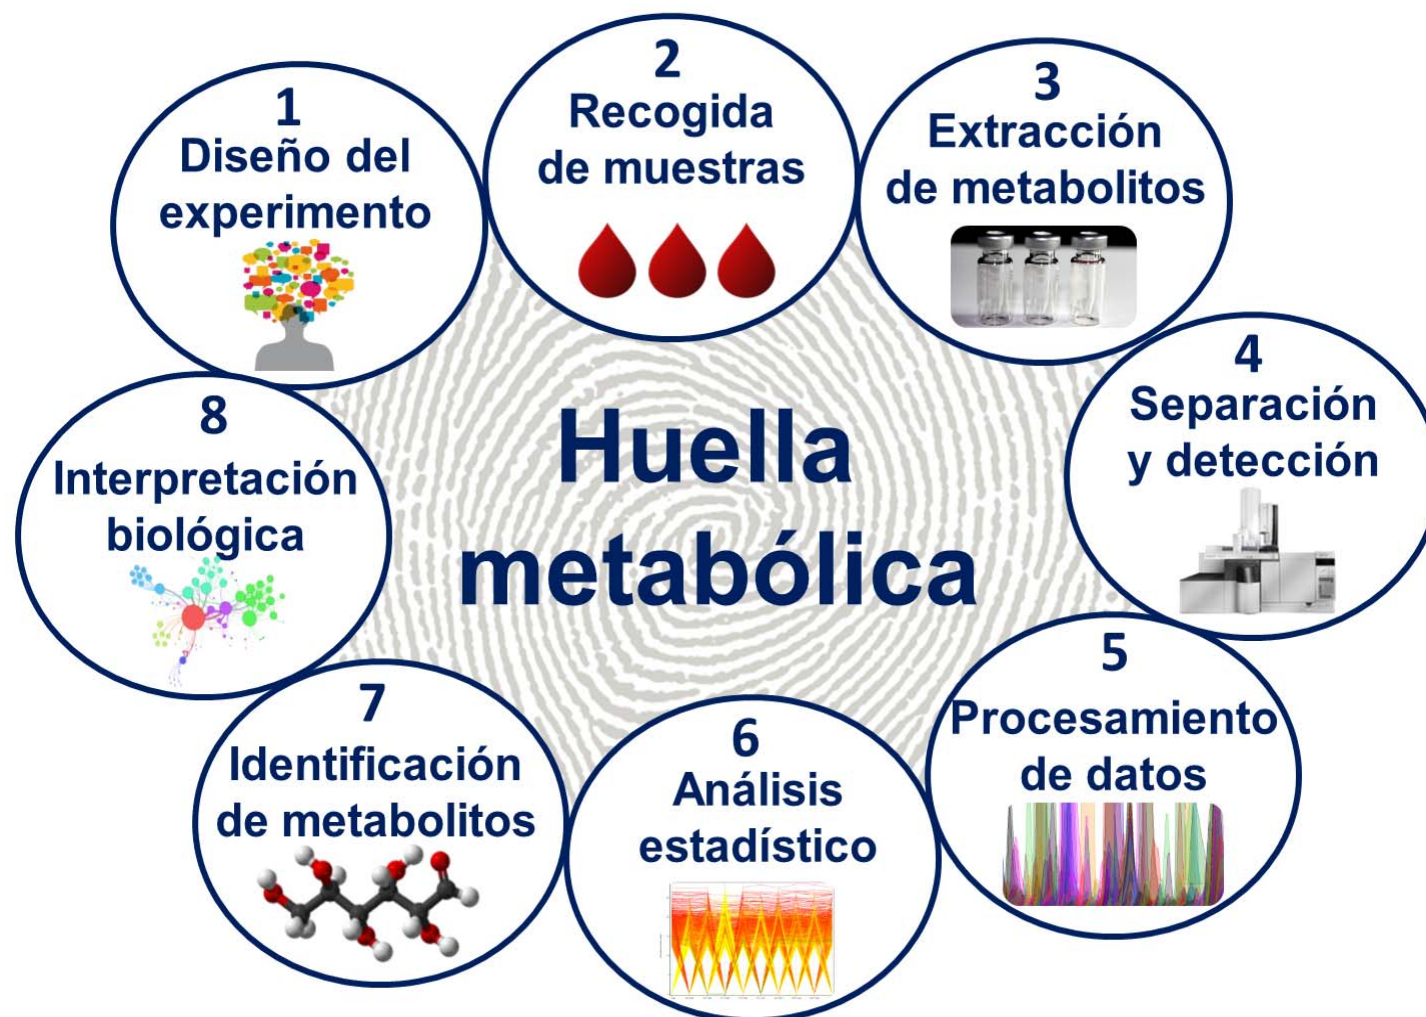 1
Diseño del
experimento
2
Recogida
de muestras
3
Extracción
de metabolitos
4
Separación
y detección
5
Procesamiento
de datos
6
Análisis
estadístico
7
Identificación
de metabolitos
8
Interpretación
biológica
Huella
metabólica